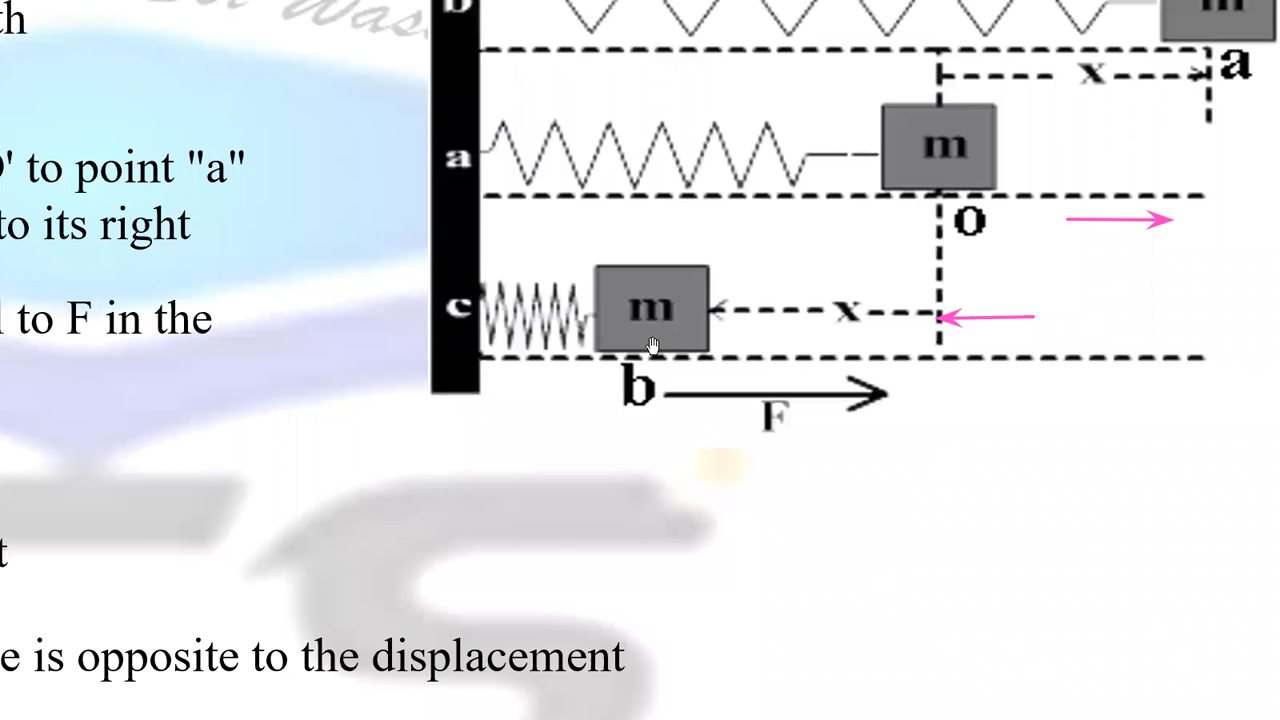 th
b
m
a
x
O' to point "a"
a
m
to its right
o
l to F in the
c
m
x
b
F
t
e is opposite to the displacement